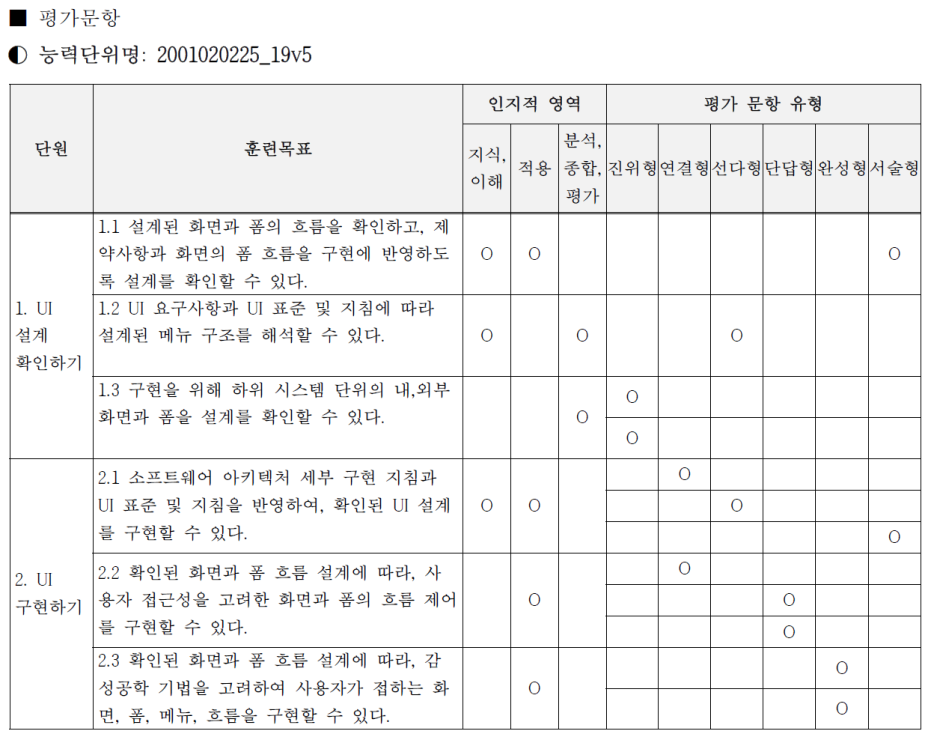 ■ 평가문항
◐ 능력단위명: 2001020225_19v5
단원 훈련목표 인지적 영역 평가 문항 유형
지식, 이해 적용 분석, 종합, 평가 진위형 연결형 선다형 단답형 완성형 서술형
1. UI
설계
확인하기
1.1 설계된 화면과 폼의 흐름을 확인하고, 제
약사항과 화면의 폼 흐름을 구현에 반영하도
록 설계를 확인할 수 있다.
O O O
1.2 UI 요구사항과 UI 표준 및 지침에 따라
설계된 메뉴 구조를 해석할 수 있다.
O O O
1.3 구현을 위해 하위 시스템 단위의 내,외부
화면과 폼을 설계를 확인할 수 있다.
O
O
O
2. UI
구현하기
2.1 소프트웨어 아키텍처 세부 구현 지침과
UI 표준 및 지침을 반영하여, 확인된 UI 설계
를 구현할 수 있다.
O O
O
O
O
2.2 확인된 화면과 폼 흐름 설계에 따라, 사
용자 접근성을 고려한 화면과 폼의 흐름 제어
를 구현할 수 있다.
O
O
O
O
2.3 확인된 화면과 폼 흐름 설계에 따라, 감
성공학 기법을 고려하여 사용자가 접하는 화
면, 폼, 메뉴, 흐름을 구현할 수 있다.
O
O
O